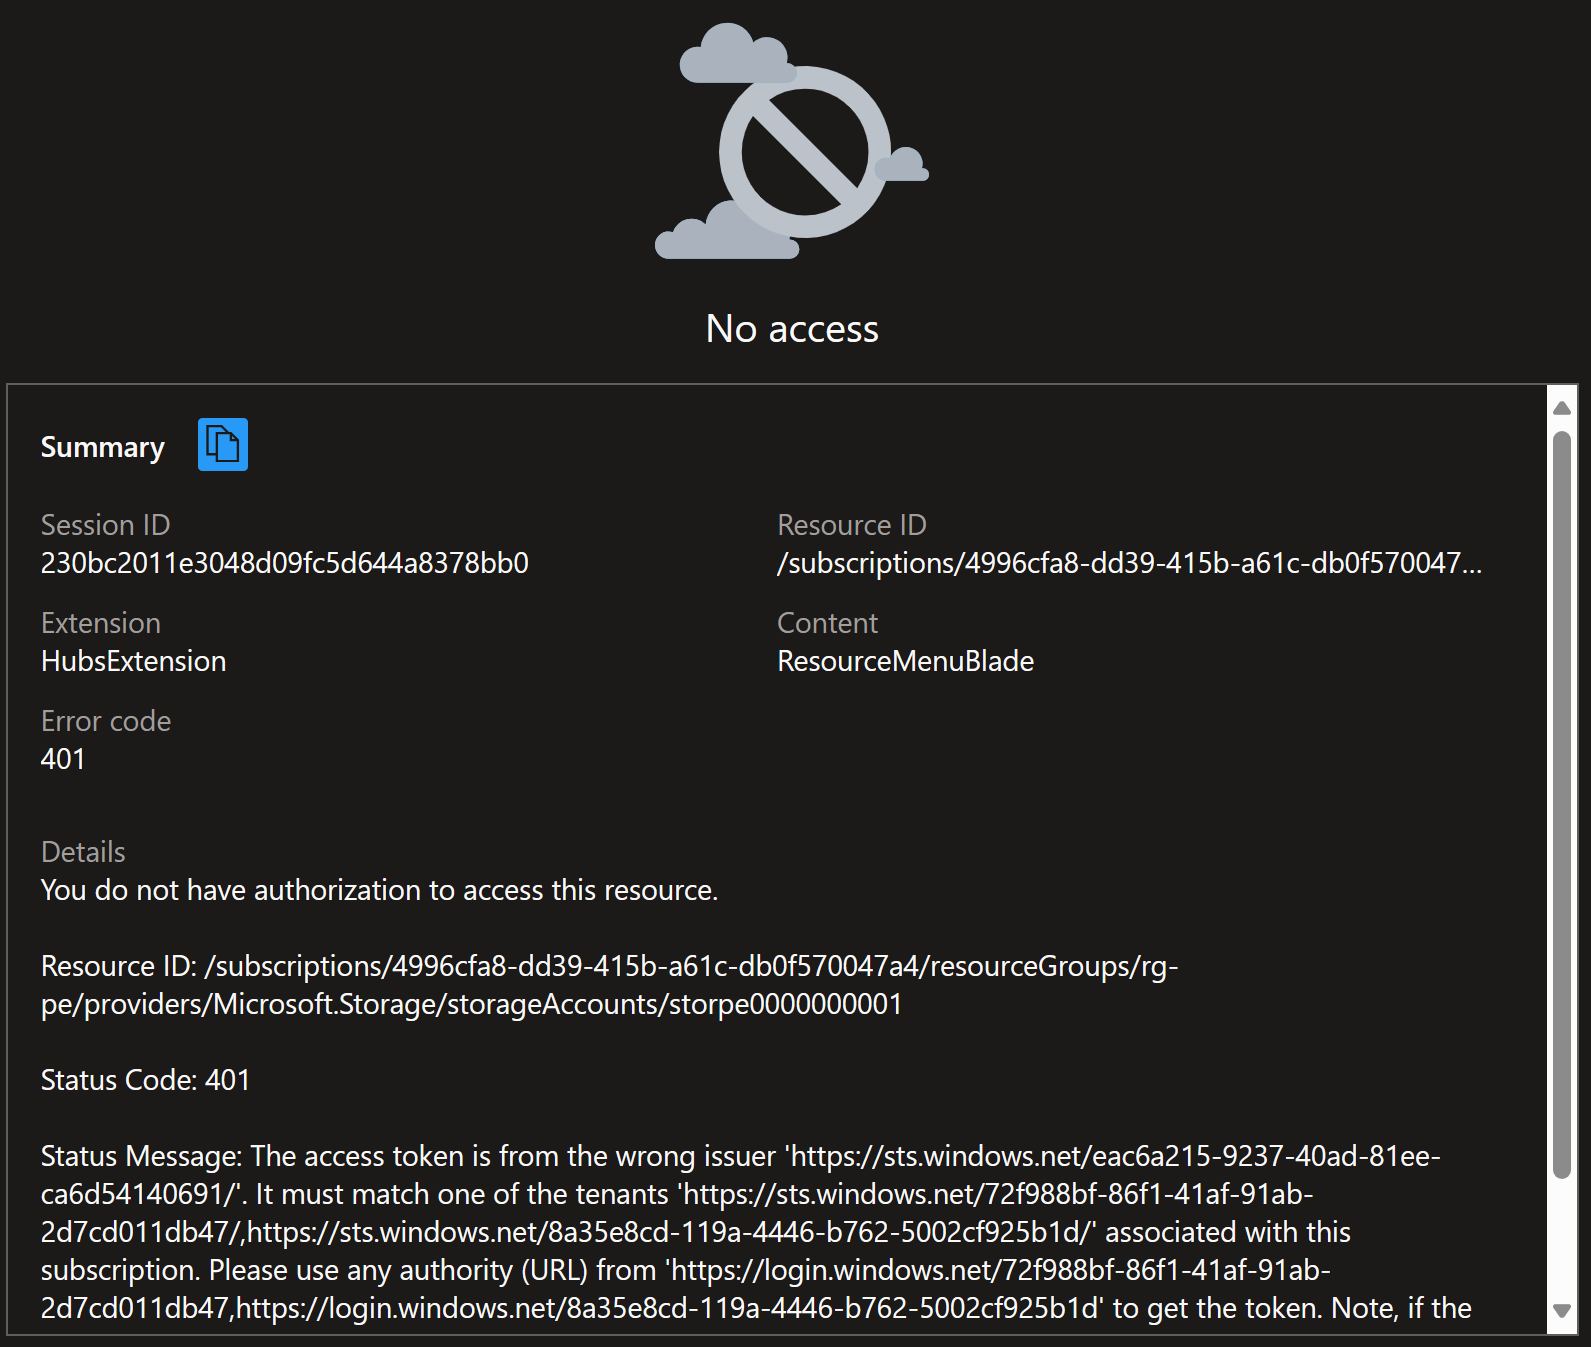 No access
Summary
Session ID
230bc2011e3048d09fc5d644a8378bb0
Resource ID
/subscriptions/4996cfa8-dd39-415b-a61c-db0f570047...
Extension
HubsExtension
Content
ResourceMenuBlade
Error code
401
Details
You do not have authorization to access this resource.
Resource ID: /subscriptions/4996cfa8-dd39-415b-a61c-db0f570047a4/resourceGroups/rg-
pe/providers/Microsoft.Storage/storageAccounts/storpe0000000001
Status Code: 401
Status Message: The access token is from the wrong issuer 'https://sts.windows.net/eac6a215-9237-40ad-81ee-
ca6d54140691/'. It must match one of the tenants 'https://sts.windows.net/72f988bf-86f1-41af-91ab-
2d7cd011db47/,https://sts.windows.net/8a35e8cd-119a-4446-b762-5002cf925b1d/' associated with this
subscription. Please use any authority (URL) from 'https://login.windows.net/72f988bf-86f1-41af-91ab-
2d7cd011db47,https://login.windows.net/8a35e8cd-119a-4446-b762-5002cf925b1d' to get the token. Note, if the